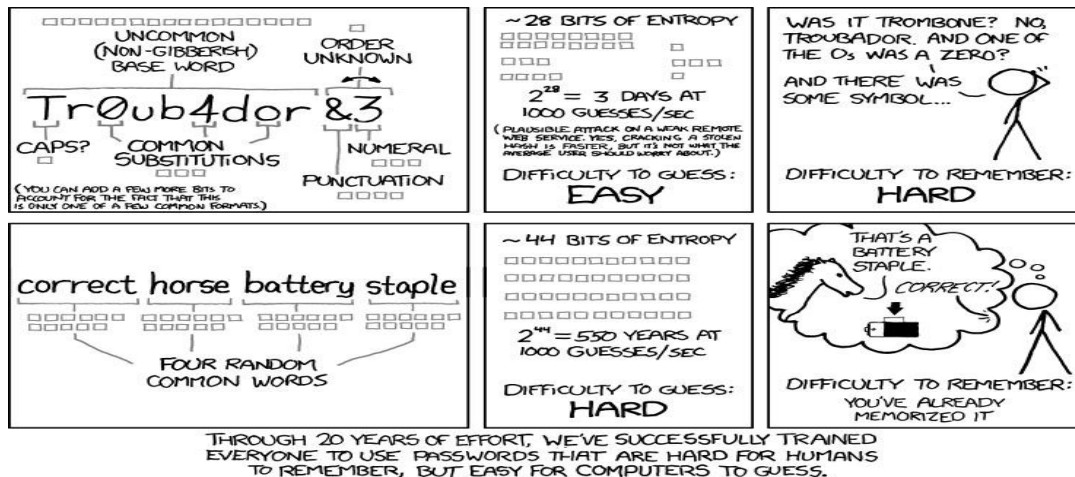 UNCOMMON
(NON-GIBBERISH)
BASE WORD
ORDER
UNKNOWN
Tr0ub4dor &3
CAPS?
COMMON
SUBSTITUTIONS
NUMERAL
PUNCTUATION
(YOU CAN ADD A FEW MORE BITS TO
ACCOUNT FOR THE FACT THAT THIS
IS ONLY ONE OF A FEW COMMON FORMATS.)
~28 BITS OF ENTROPY
2²⁸ = 3 DAYS AT
1000 GUESSES/SEC
(PLAUSIBLE ATTACK ON A WEAK REMOTE
WEB SERVICE. YES, CRACKING A STOLEN
HASH IS FASTER, BUT IT'S NOT WHAT THE
AVERAGE USER SHOULD WORRY ABOUT.)
DIFFICULTY TO GUESS:
EASY
WAS IT TROMBONE? NO,
TROUBADOR. AND ONE OF
THE Os WAS A ZERO?
AND THERE WAS
SOME SYMBOL...
DIFFICULTY TO REMEMBER:
HARD
correct horse battery staple
FOUR RANDOM
COMMON WORDS
~44 BITS OF ENTROPY
2⁴⁴ = 550 YEARS AT
1000 GUESSES/SEC
DIFFICULTY TO GUESS:
HARD
THAT'S A
BATTERY
STAPLE.
CORRECT!
DIFFICULTY TO REMEMBER:
YOU'VE ALREADY
MEMORIZED IT
THROUGH 20 YEARS OF EFFORT, WE'VE SUCCESSFULLY TRAINED
EVERYONE TO USE PASSWORDS THAT ARE HARD FOR HUMANS
TO REMEMBER, BUT EASY FOR COMPUTERS TO GUESS.